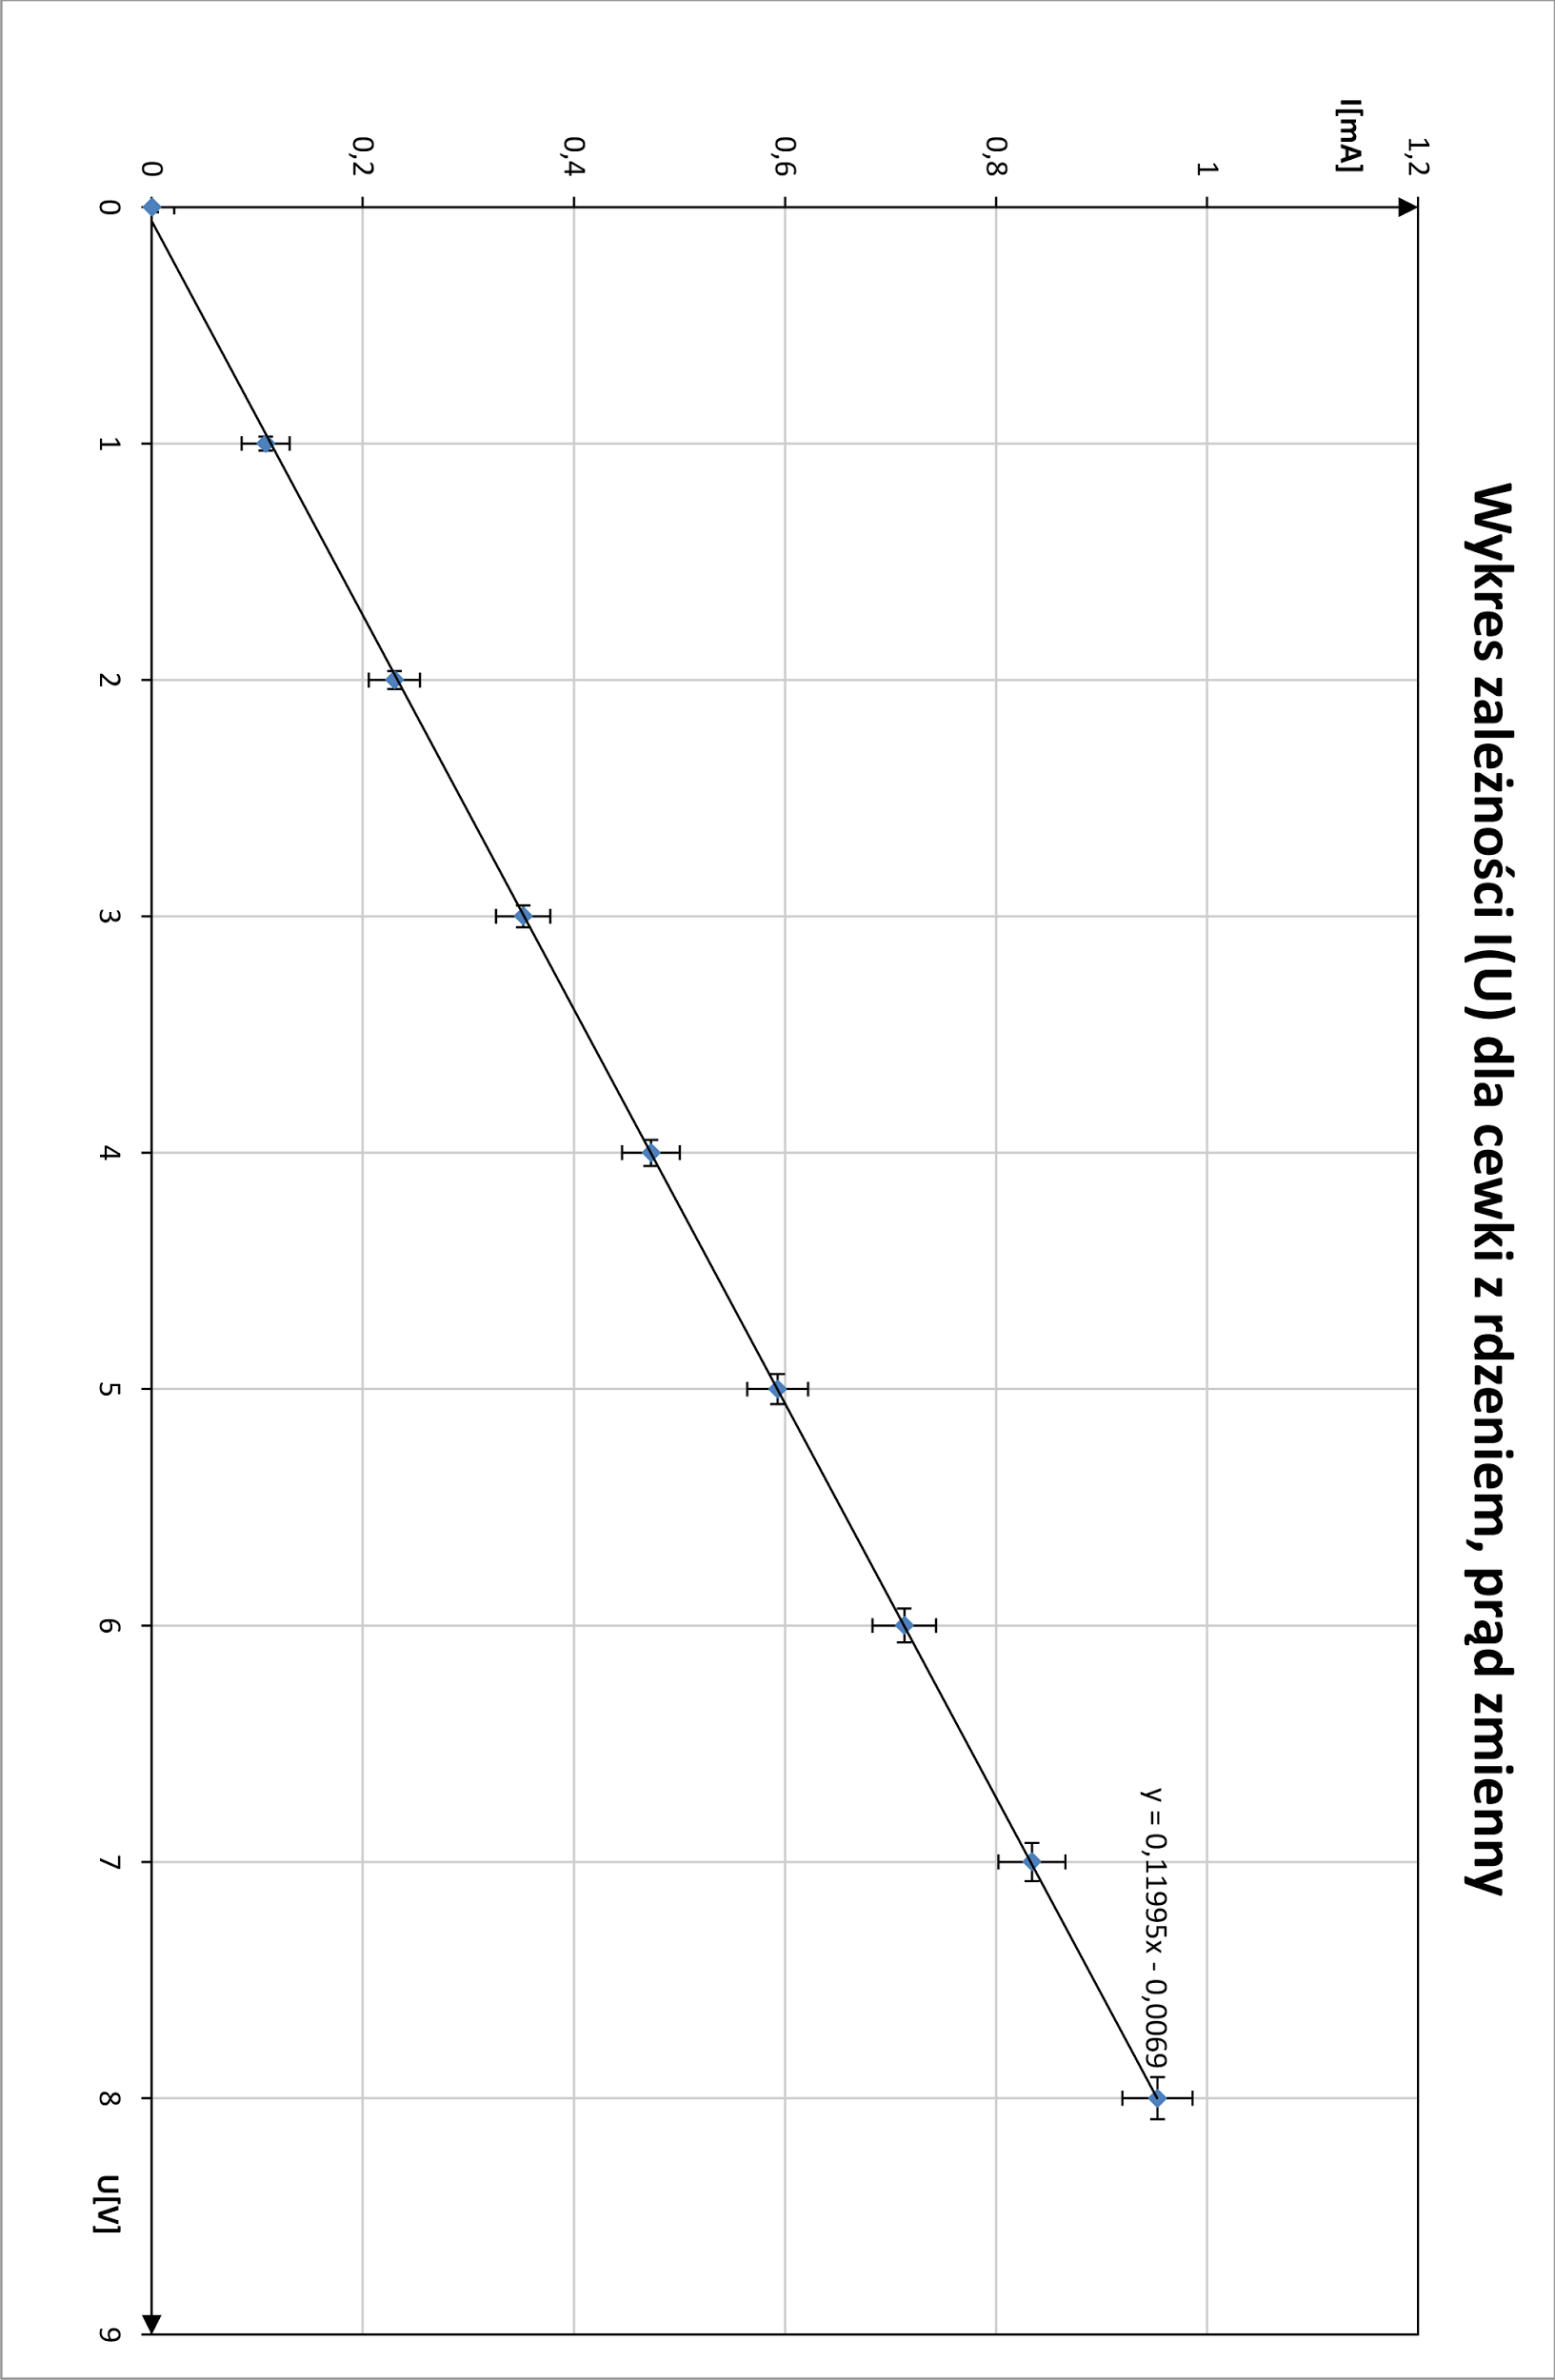 Wykres zależności I(U) dla cewki z rdzeniem, prąd zmienny
I[mA]
1,2
1
0,8
0,6
0,4
0,2
0
y = 0,11995x - 0,0069
0 1 2 3 4 5 6 7 8 9
U[V]